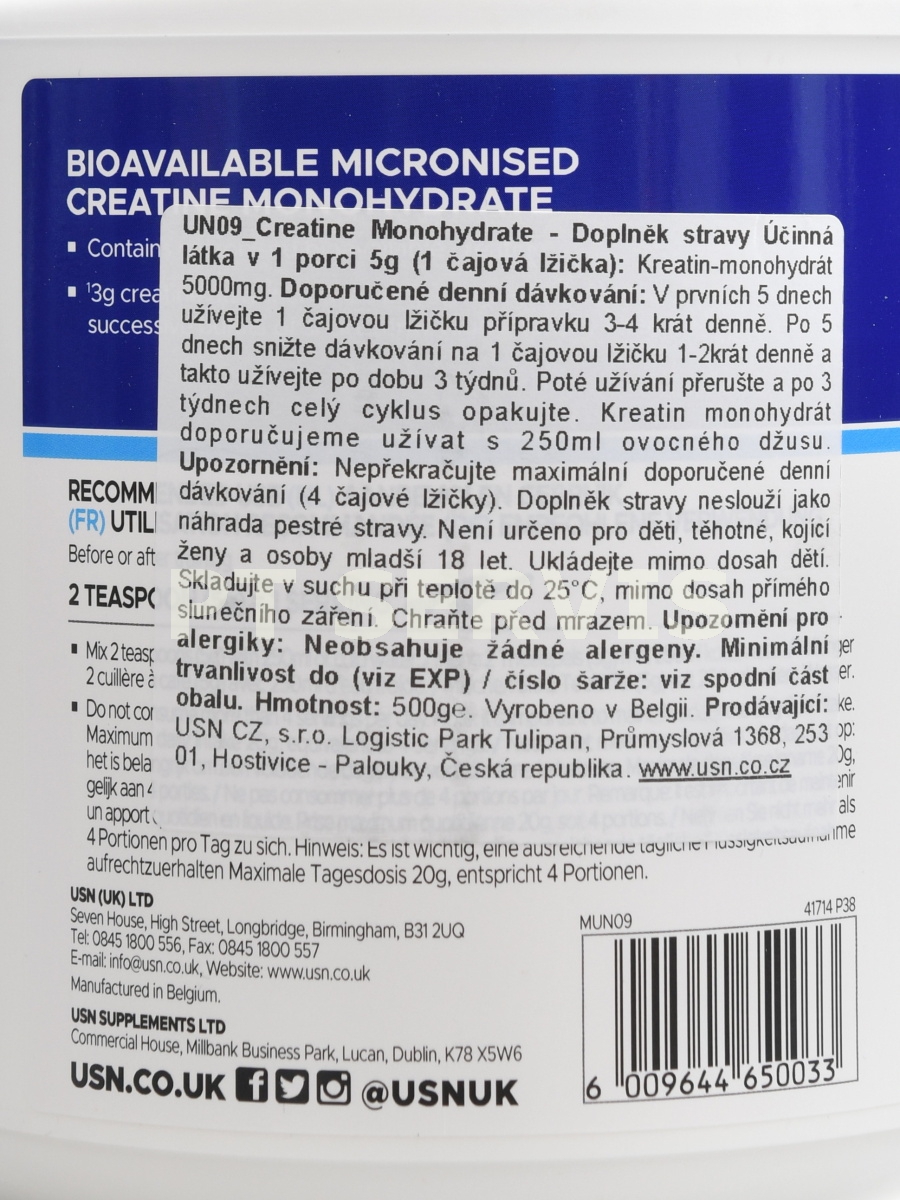 BIOAVAILABLE MICRONISED
CREATINE MONOHYDRATE
▪ Contain
▪ ¹3g crea
success
UN09_Creatine Monohydrate - Doplněk stravy Účinná
látka v 1 porci 5g (1 čajová lžička): Kreatin-monohydrát
5000mg. Doporučené denní dávkování: V prvních 5 dnech
užívejte 1 čajovou lžičku přípravku 3-4 krát denně. Po 5
dnech snižte dávkování na 1 čajovou lžičku 1-2krát denně a
takto užívejte po dobu 3 týdnů. Poté užívání přerušte a po 3
týdnech celý cyklus opakujte. Kreatin monohydrát
doporučujeme užívat s 250ml ovocného džusu.
Upozornění: Nepřekračujte maximální doporučené denní
dávkování (4 čajové lžičky). Doplněk stravy neslouží jako
náhrada pestré stravy. Není určeno pro děti, těhotné, kojící
ženy a osoby mladší 18 let. Ukládejte mimo dosah dětí.
Skladujte v suchu při teplotě do 25°C, mimo dosah přímého
slunečního záření. Chraňte před mrazem. Upozornění pro
alergiky: Neobsahuje žádné alergeny. Minimální
trvanlivost do (viz EXP) / číslo šarže: viz spodní část
obalu. Hmotnost: 500ge. Vyrobeno v Belgii. Prodávající:
USN CZ, s.r.o. Logistic Park Tulipan, Průmyslová 1368, 253
01, Hostivice - Palouky, Česká republika. www.usn.co.cz
PT SERVIS
RECOMM
(FR) UTIL
Before or aft
2 TEASPO
▪ Mix 2 teasp
2 cuillère à
▪ Do not con
Maximum
het is bela
gelijk aan 4
un apport
4 Portionen pro Tag zu sich. Hinweis: Es ist wichtig, eine ausreichende tägliche Flüssigkeitsaufnahme
aufrechtzuerhalten Maximale Tagesdosis 20g, entspricht 4 Portionen.
USN (UK) LTD
Seven House, High Street, Longbridge, Birmingham, B31 2UQ
Tel: 0845 1800 556, Fax: 0845 1800 557
E-mail: info@usn.co.uk, Website: www.usn.co.uk
Manufactured in Belgium.
USN SUPPLEMENTS LTD
Commercial House, Millbank Business Park, Lucan, Dublin, K78 X5W6
USN.CO.UK @USNUK
MUN09 41714 P38
6 009644 650033